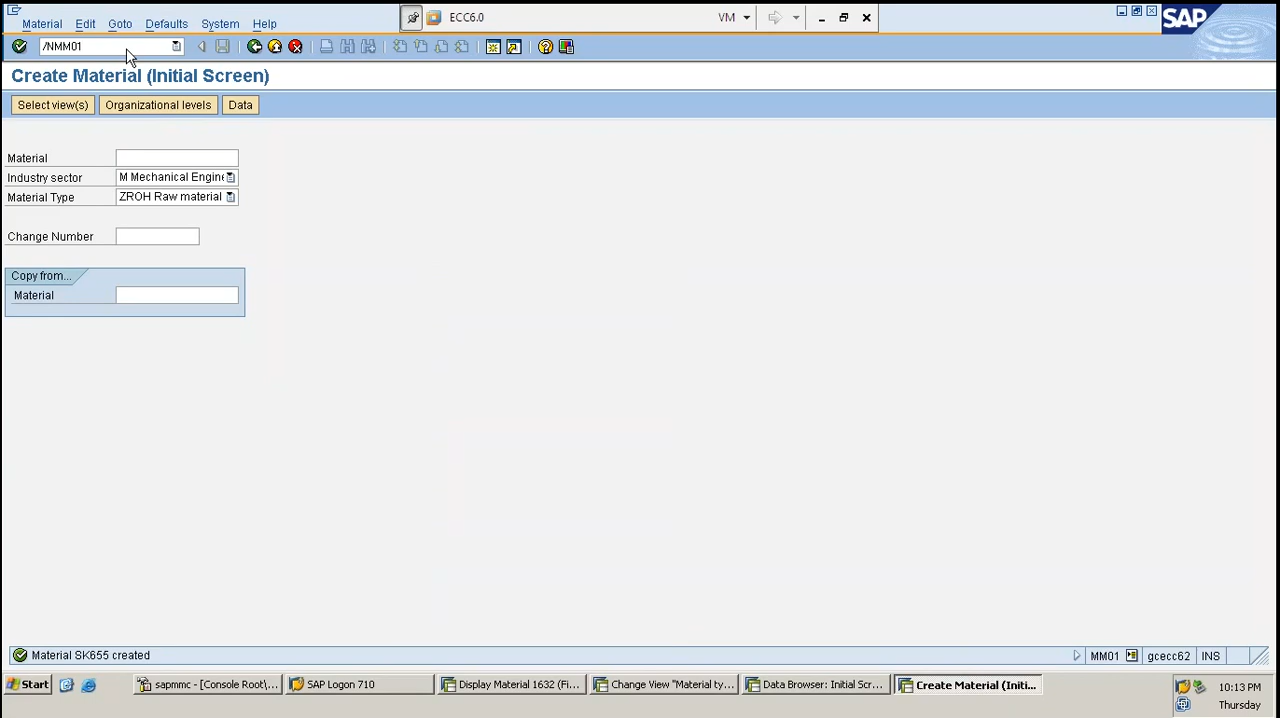 Material Edit Goto Defaults System Help
ECC6.0
VM
SAP
/NMM01
Create Material (Initial Screen)
Select view(s) Organizational levels Data
Material
Industry sector M Mechanical Engine
Material Type ZROH Raw material
Change Number
Copy from...
Material
Material SK655 created
MM01 gcecc62 INS
Start sapmmc - [Console Root\... SAP Logon 710 Display Material 1632 (Fi... Change View "Material ty... Data Browser: Initial Scr... Create Material (Initi...
10:13 PM
Thursday